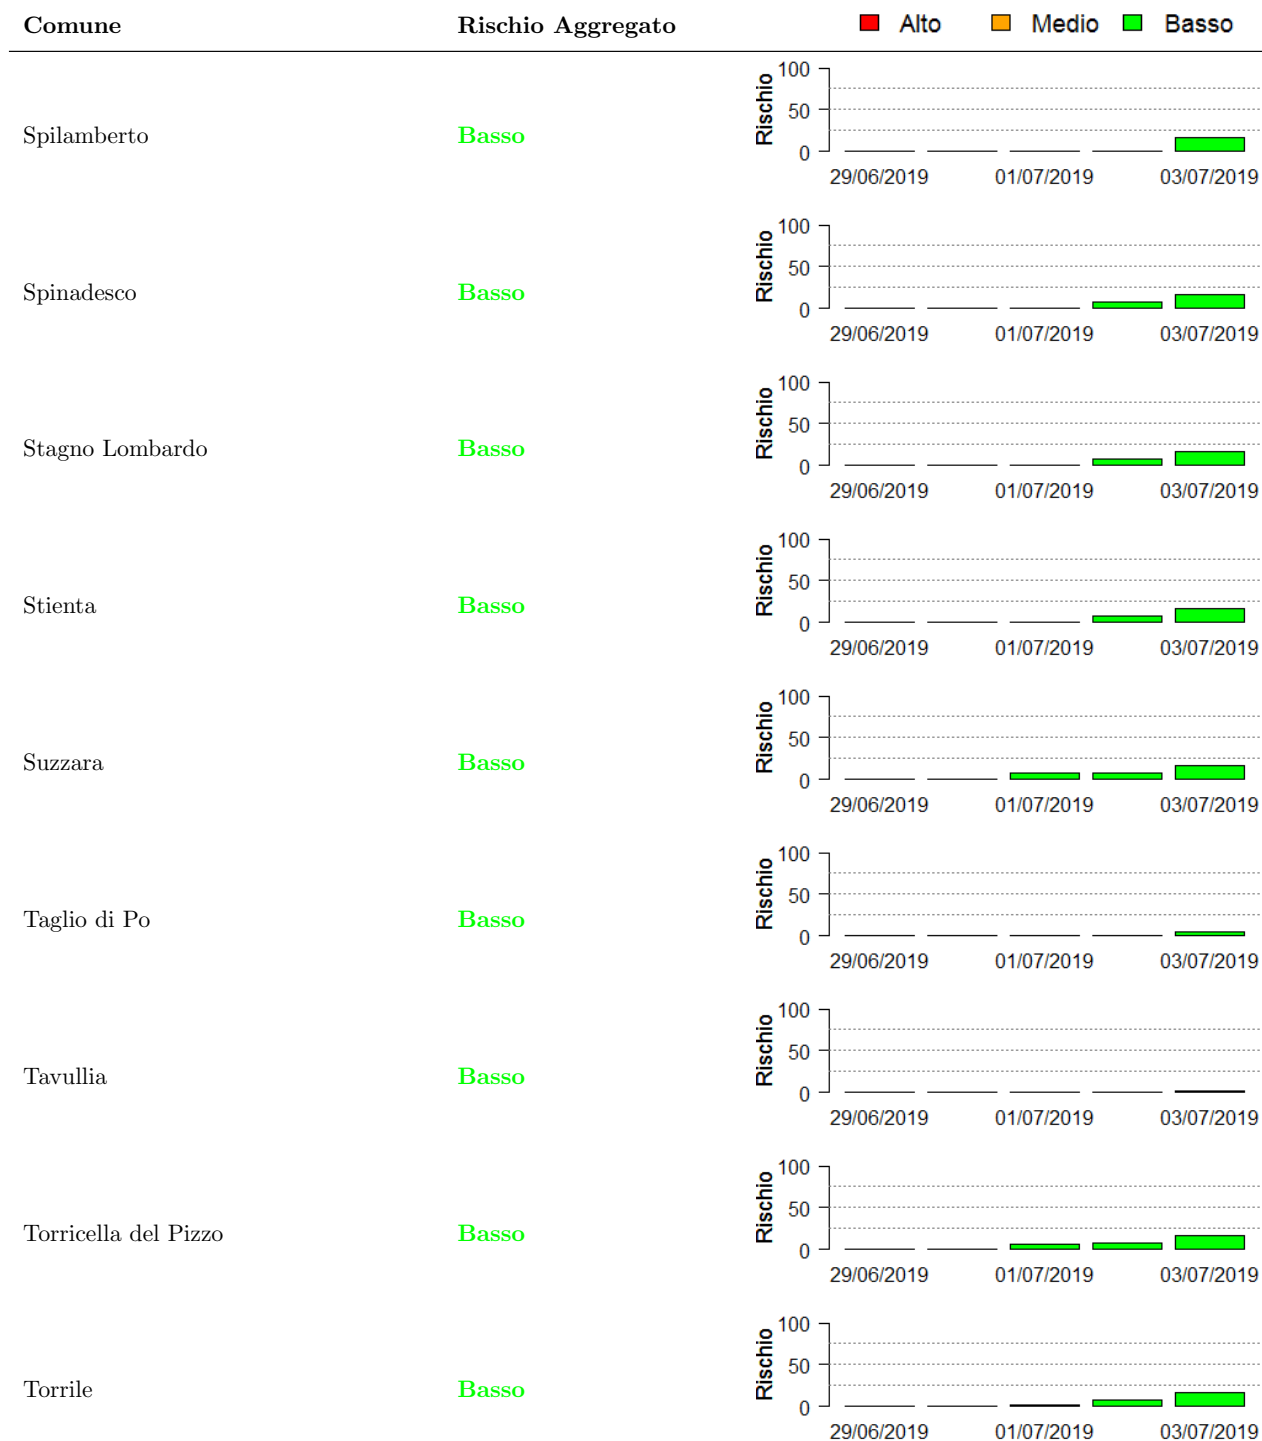 Comune Rischio Aggregato Alto Medio Basso
100
50
0
Rischio
Spilamberto Basso
29/06/2019 01/07/2019 03/07/2019
100
50
0
Rischio
Spinadesco Basso
29/06/2019 01/07/2019 03/07/2019
100
50
0
Rischio
Stagno Lombardo Basso
29/06/2019 01/07/2019 03/07/2019
100
50
0
Rischio
Stienta Basso
29/06/2019 01/07/2019 03/07/2019
100
50
0
Rischio
Suzzara Basso
29/06/2019 01/07/2019 03/07/2019
100
50
0
Rischio
Taglio di Po Basso
29/06/2019 01/07/2019 03/07/2019
100
50
0
Rischio
Tavullia Basso
29/06/2019 01/07/2019 03/07/2019
100
50
0
Rischio
Torricella del Pizzo Basso
29/06/2019 01/07/2019 03/07/2019
100
50
0
Rischio
Torrile Basso
29/06/2019 01/07/2019 03/07/2019